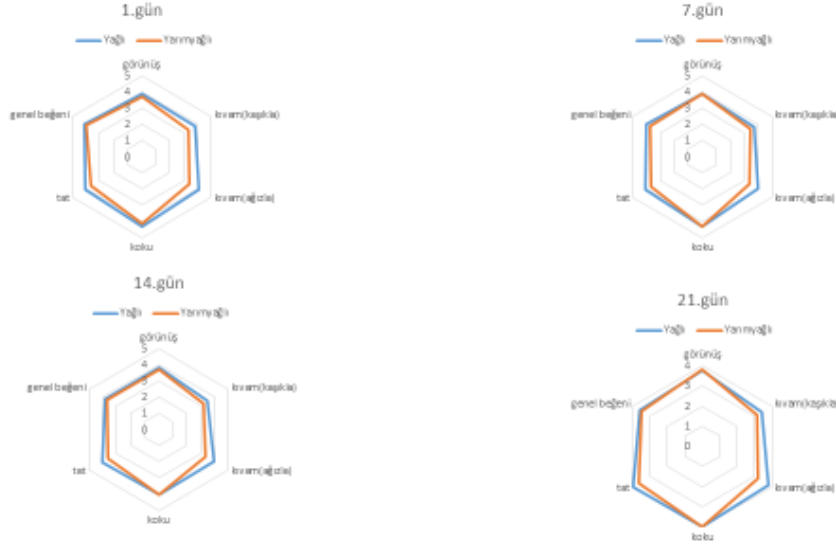 1.gün
Yağlı Yarımyağlı
görünüş
5
4
3
2
1
0
genel beğeni kıvam(kaşıkla)
tat kıvam(ağızla)
koku
7.gün
Yağlı Yarımyağlı
görünüş
5
4
3
2
1
0
genel beğeni kıvam(kaşıkla
tat kıvam(ağızla)
koku
14.gün
Yağlı Yarımyağlı
görünüş
5
4
3
2
1
0
genel beğeni kıvam(kaşıkla)
tat kıvam(ağızla)
koku
21.gün
Yağlı Yarımyağlı
görünüş
4
3
2
1
0
genel beğeni kıvam(kaşıkla
tat kıvam(ağızla)
koku